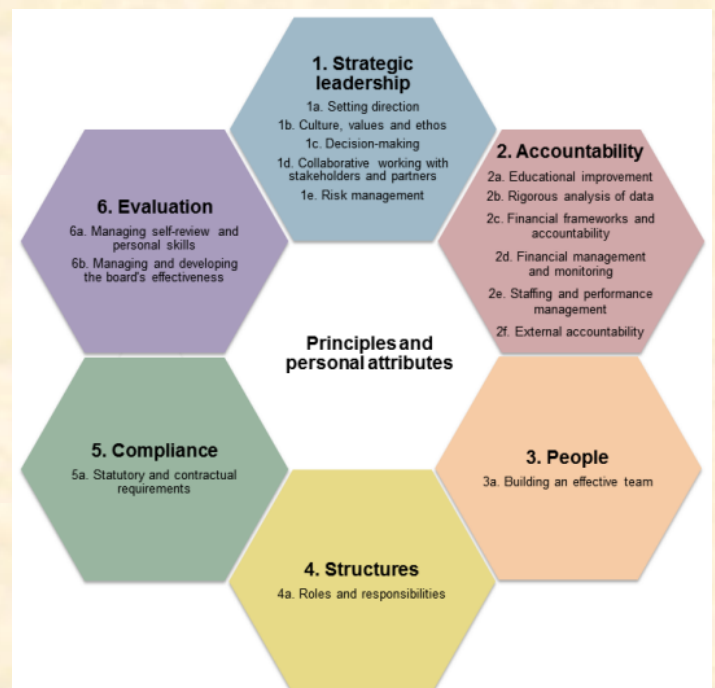 1. Strategic
leadership
1a. Setting direction
1b. Culture, values and ethos
1c. Decision-making
1d. Collaborative working with
stakeholders and partners
1e. Risk management
2. Accountability
2a. Educational improvement
2b. Rigorous analysis of data
2c. Financial frameworks and
accountability
2d. Financial management
and monitoring
2e. Staffing and performance
management
2f. External accountability
3. People
3a. Building an effective team
4. Structures
4a. Roles and responsibilities
5. Compliance
5a. Statutory and contractual
requirements
6. Evaluation
6a. Managing self-review and
personal skills
6b. Managing and developing
the board's effectiveness
Principles and
personal attributes